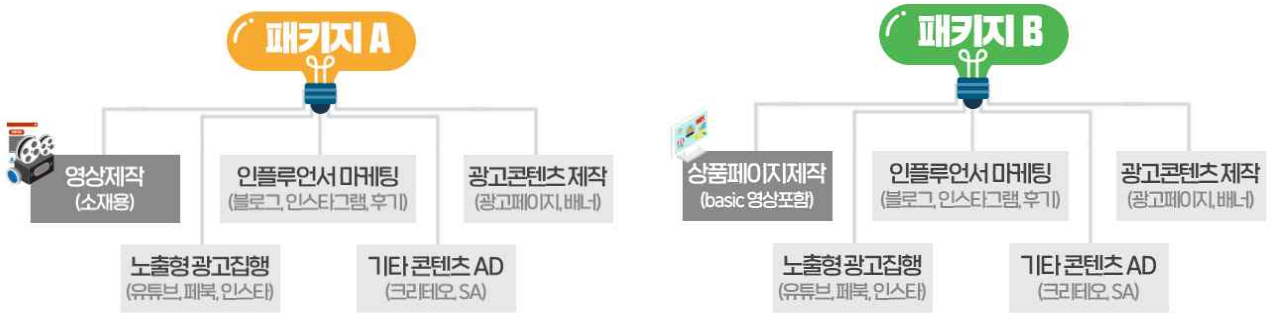 패키지 A
영상제작
(소재용)
인플루언서 마케팅
(블로그, 인스타그램, 후기)
광고콘텐츠 제작
(광고페이지, 배너)
노출형 광고집행
(유튜브, 페북, 인스타)
기타 콘텐츠 AD
(크리테오, SA)
패키지 B
상품페이지제작
(basic 영상포함)
인플루언서 마케팅
(블로그, 인스타그램, 후기)
광고콘텐츠 제작
(광고페이지, 배너)
노출형 광고집행
(유튜브, 페북, 인스타)
기타 콘텐츠 AD
(크리테오, SA)